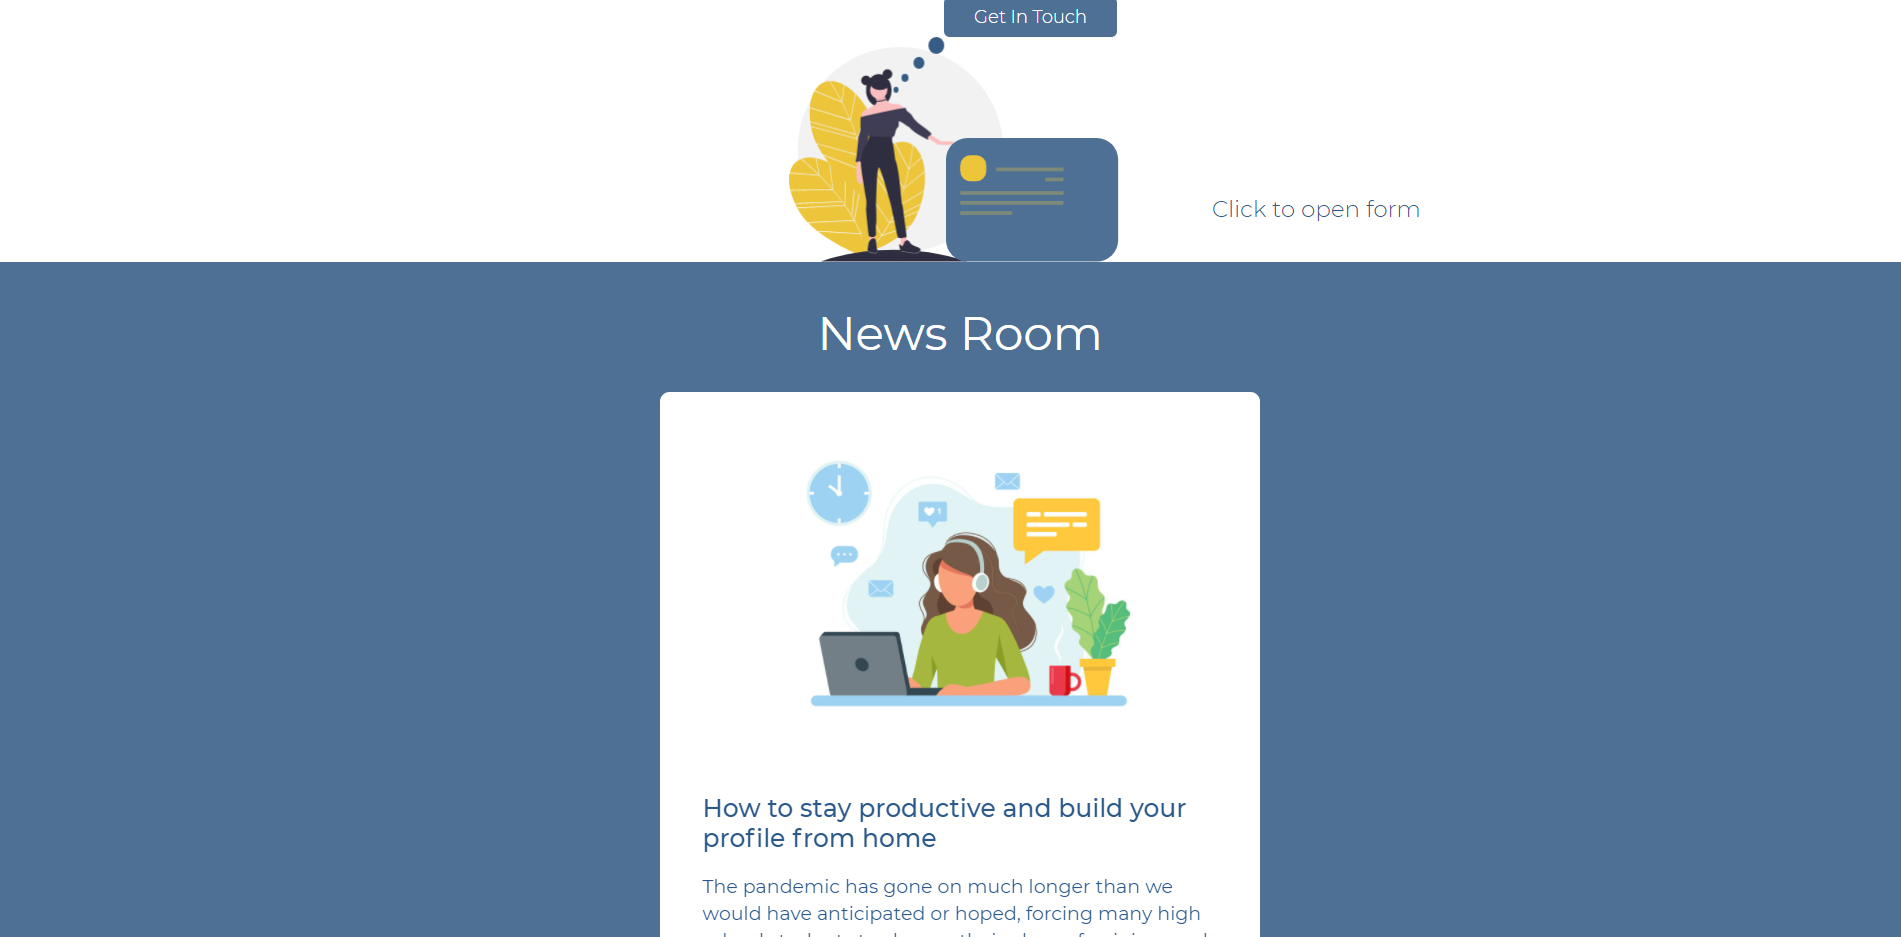 Get In Touch
Click to open form
News Room
1
How to stay productive and build your
profile from home
The pandemic has gone on much longer than we
would have anticipated or hoped, forcing many high